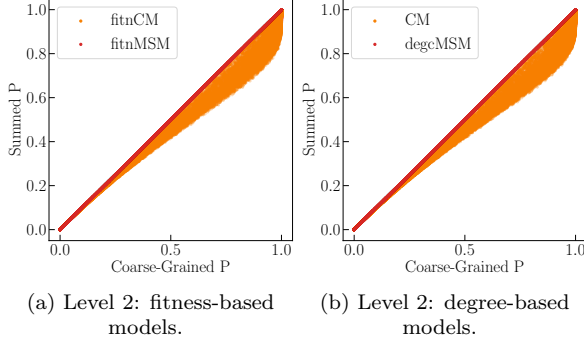 fitnCM
fitnMSM
1.0
0.8
0.6
0.4
0.2
0.0
Summed P
0.0
0.5
1.0
Coarse-Grained P
(a) Level 2: fitness-based
models.
CM
degcMSM
1.0
0.8
0.6
0.4
0.2
0.0
Summed P
0.0
0.5
1.0
Coarse-Grained P
(b) Level 2: degree-based
models.